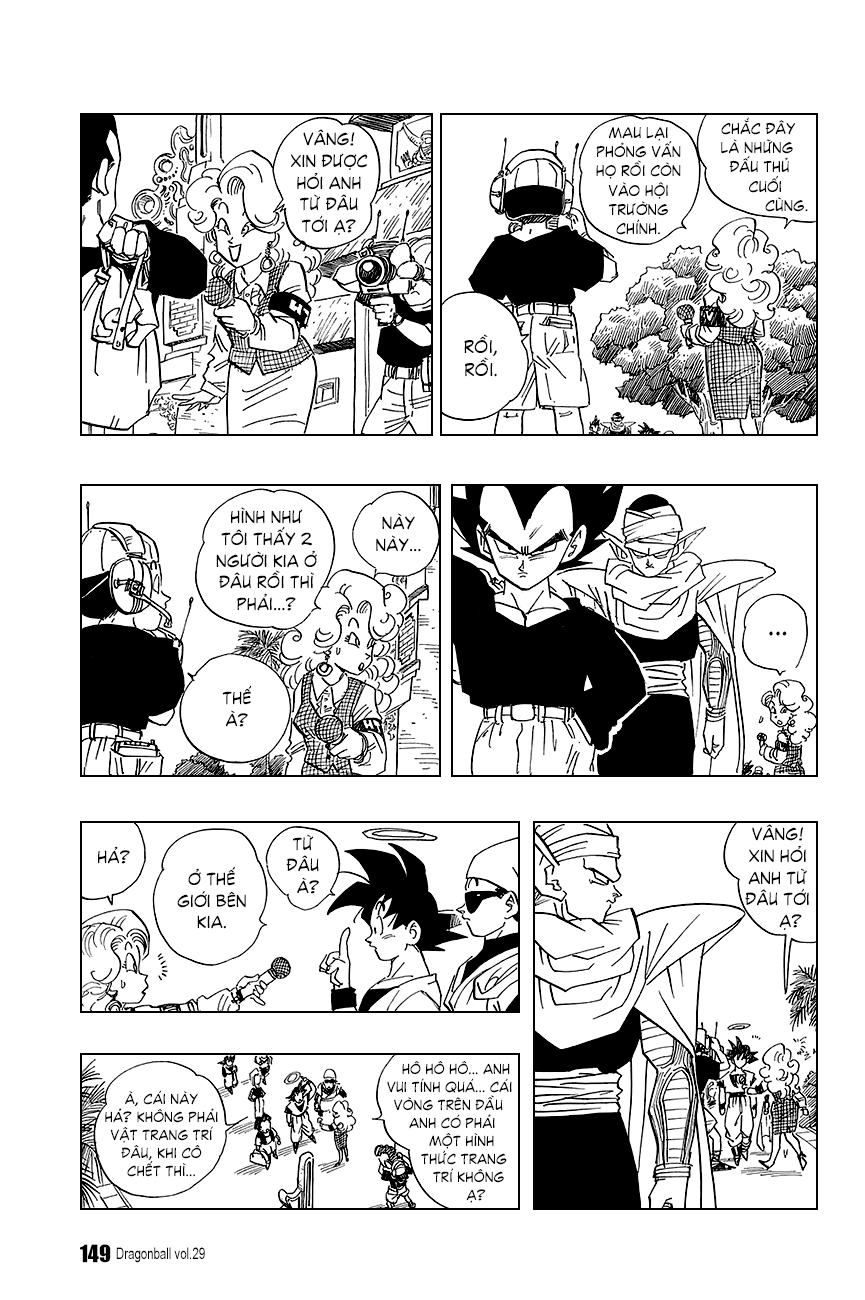 CHẮC ĐÂY
LÀ NHỮNG
ĐẤU THỦ
CUỐI
CÙNG.
MAU LẠI
PHỎNG VẤN
HỌ RỒI CÒN
VÀO HỘI
TRƯỜNG
CHÍNH.
RỒI,
RỒI.
VÂNG!
XIN ĐƯỢC
HỎI ANH
TỪ ĐÂU
TỚI Ạ?
...
NÀY
NÀY...
HÌNH NHƯ
TÔI THẤY 2
NGƯỜI KIA Ở
ĐÂU RỒI THÌ
PHẢI...?
THẾ
À?
VÂNG!
XIN HỎI
ANH TỪ
ĐÂU TỚI
Ạ?
TỪ
ĐÂU
À?
Ở THẾ
GIỚI BÊN
KIA.
HẢ?
HÔ HÔ HÔ... ANH
VUI TÍNH QUÁ... CÁI
VÒNG TRÊN ĐẦU
ANH CÓ PHẢI
MỘT HÌNH
THỨC TRANG
TRÍ KHÔNG
Ạ?
À, CÁI NÀY
HẢ? KHÔNG PHẢI
VẬT TRANG TRÍ
ĐÂU, KHI CÔ
CHẾT THÌ...
149 Dragonball vol.29